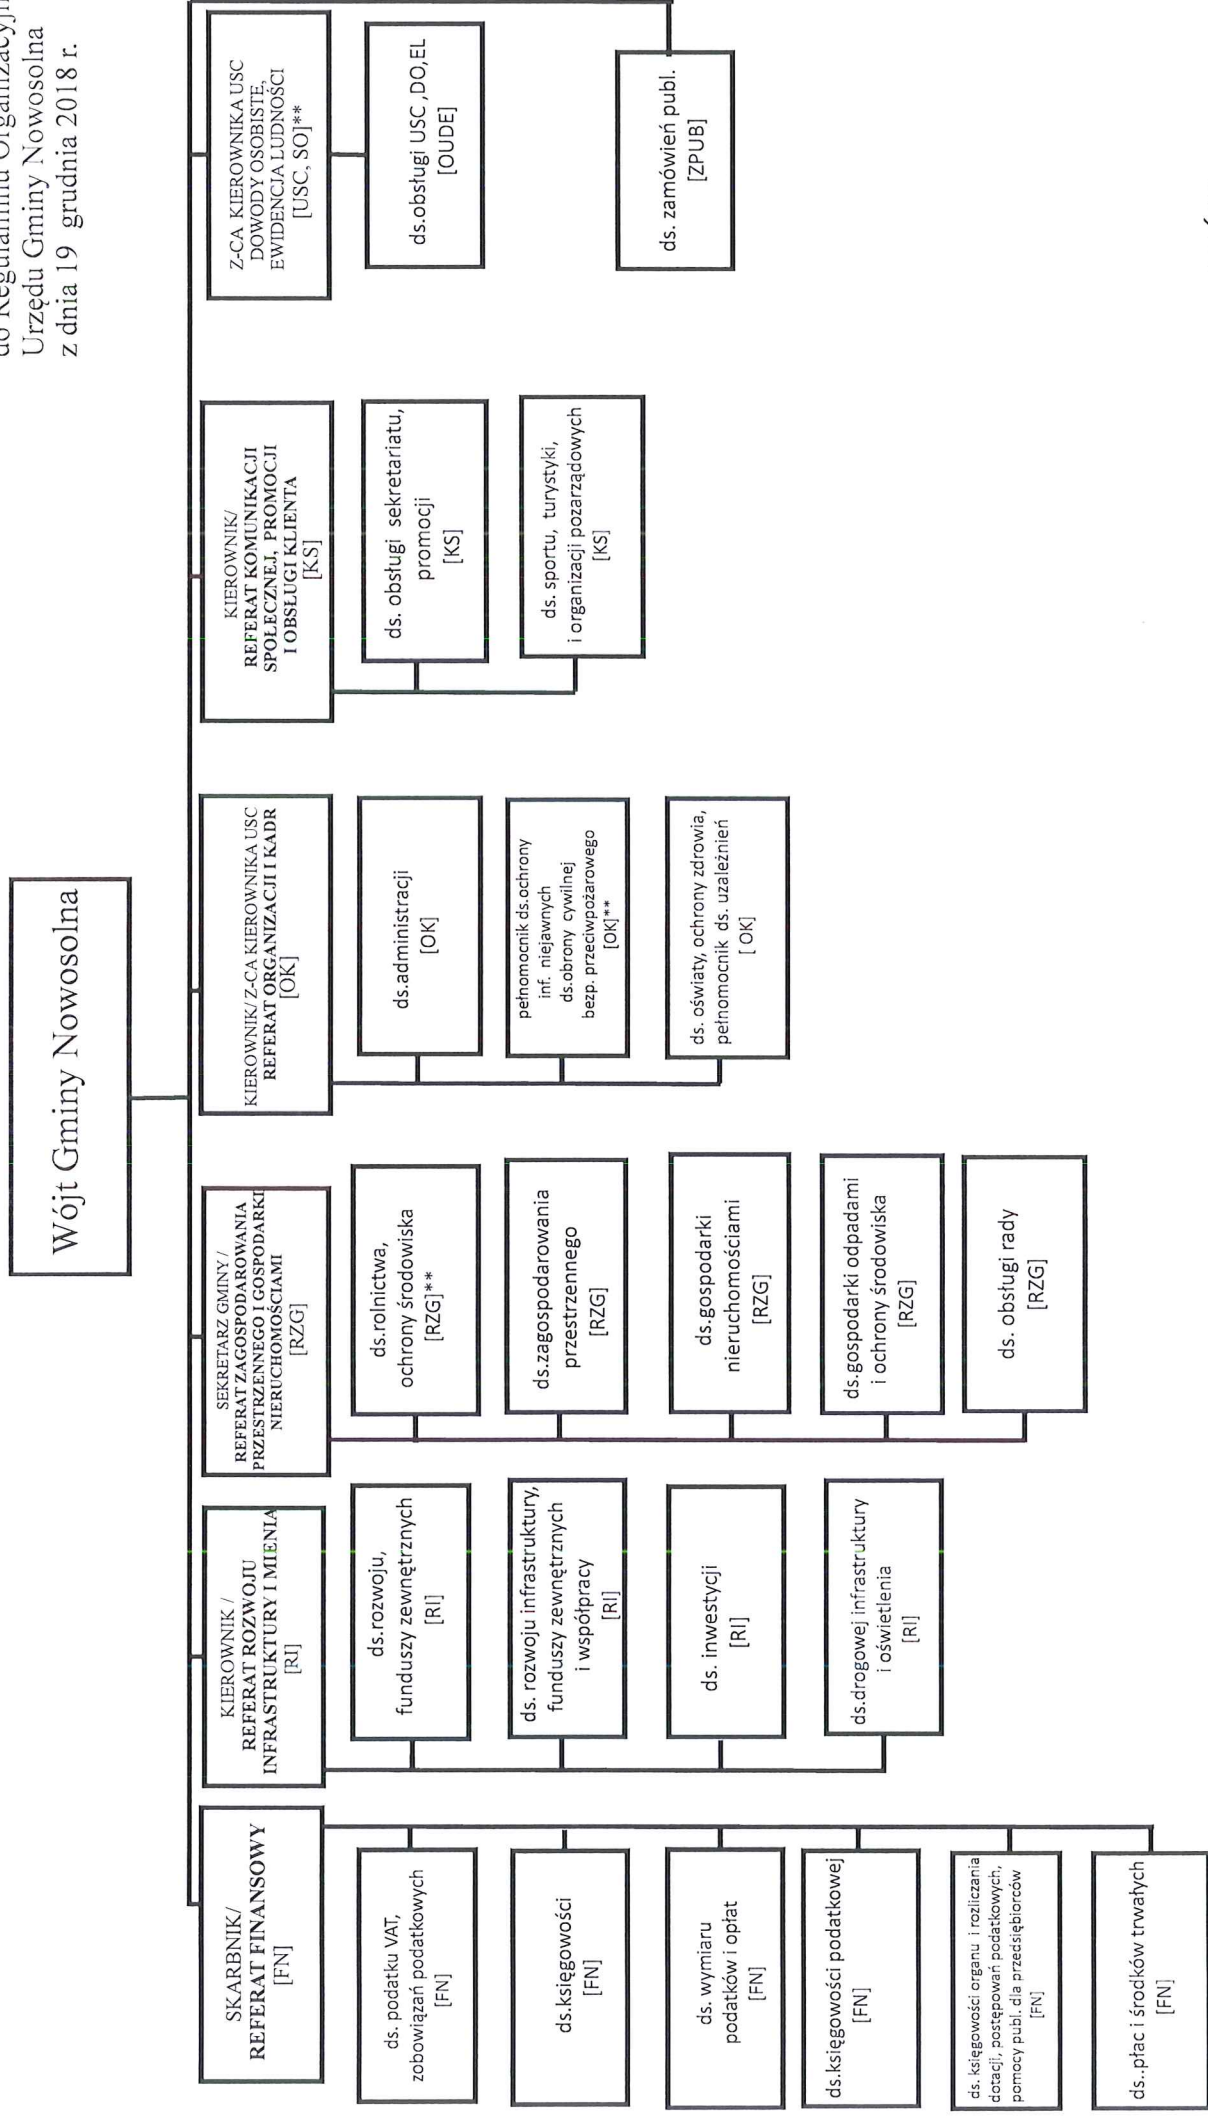 do Regulaminu Organizacyjn
Urzędu Gminy Nowosolna
z dnia 19 grudnia 2018 r.
Wójt Gminy Nowosolna
SKARBNIK/
REFERAT FINANSOWY
[FN]
ds. podatku VAT,
zobowiązań podatkowych
[FN]
ds.księgowości
[FN]
ds. wymiaru
podatków i opłat
[FN]
ds.księgowości podatkowej
[FN]
ds. księgowości organu i rozliczania
dotacji, postępowań podatkowych,
pomocy publ. dla przedsiębiorców
[FN]
ds..płac i środków trwałych
[FN]
KIEROWNIK /
REFERAT ROZWOJU
INFRASTRUKTURY I MIENIA
[RI]
ds.rozwoju,
funduszy zewnętrznych
[RI]
ds. rozwoju infrastruktury,
funduszy zewnętrznych
i współpracy
[RI]
ds. inwestycji
[RI]
ds.drogowej infrastruktury
i oświetlenia
[RI]
SEKRETARZ GMINY /
REFERAT ZAGOSPODAROWANIA
PRZESTRZENNEGO I GOSPODARKI
NIERUCHOMOŚCIAMI
[RZG]
ds.rolnictwa,
ochrony środowiska
[RZG]**
ds.zagospodarowania
przestrzennego
[RZG]
ds.gospodarki
nieruchomościami
[RZG]
ds.gospodarki odpadami
i ochrony środowiska
[RZG]
ds. obsługi rady
[RZG]
KIEROWNIK/ Z-CA KIEROWNIKA USC
REFERAT ORGANIZACJI I KADR
[OK]
ds.administracji
[OK]
pełnomocnik ds.ochrony
inf. niejawnych
ds.obrony cywilnej
bezp. przeciwpożarowego
[OK]**
ds. oświaty, ochrony zdrowia,
pełnomocnik ds. uzależnień
[ OK]
KIEROWNIK/
REFERAT KOMUNIKACJI
SPOŁECZNEJ, PROMOCJI
I OBSŁUGI KLIENTA
[KS]
ds. obsługi sekretariatu,
promocji
[KS]
ds. sportu, turystyki,
i organizacji pozarządowych
[KS]
Z-CA KIEROWNIKA USC
DOWODY OSOBISTE,
EWIDENCJA LUDNOŚCI
[USC, SO]**
ds.obsługi USC ,DO,EL
[OUDE]
ds. zamówień publ.
[ZPUB]